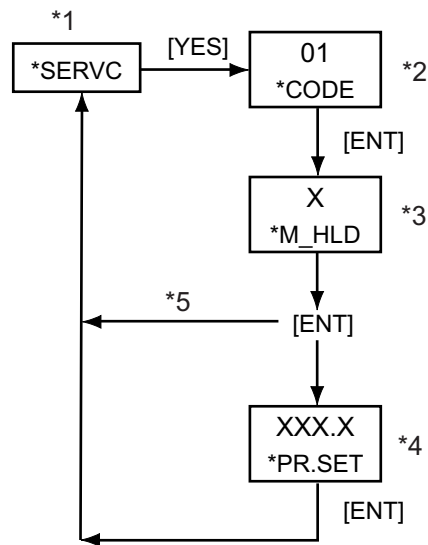 *1
*SERVC
[YES]
01
*CODE
*2
[ENT]
X
*M_HLD
*3
*5
[ENT]
XXX.X
*PR.SET
*4
[ENT]